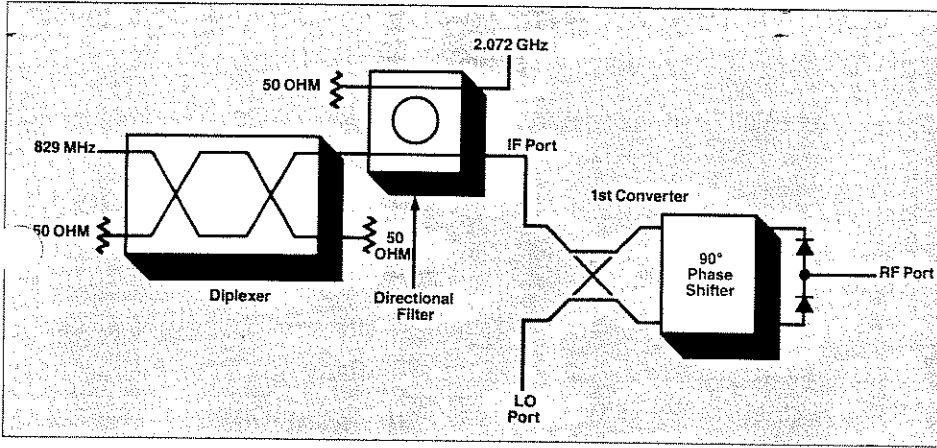 2.072 GHz
50 OHM
829 MHz
IF Port
1st Converter
50 OHM
50
OHM
90°
Phase
Shifter
RF Port
Diplexer
Directional
Filter
LO
Port